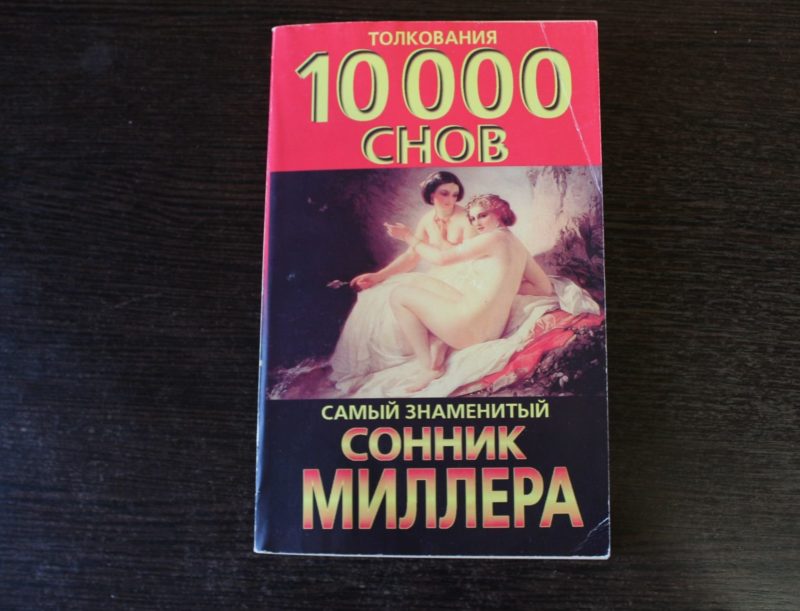 ТОЛКОВАНИЯ
10 000
СНОВ
САМЫЙ ЗНАМЕНИТЫЙ
СОННИК
МИЛЛЕРА